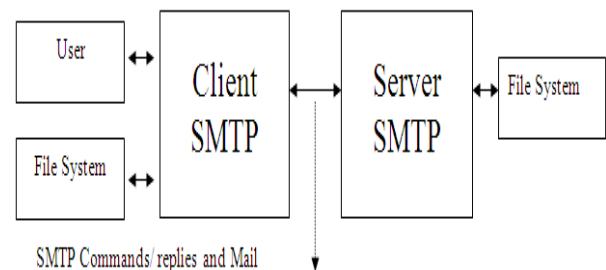 User
Client
SMTP
Server
SMTP
File System
File System
SMTP Commands/ replies and Mail